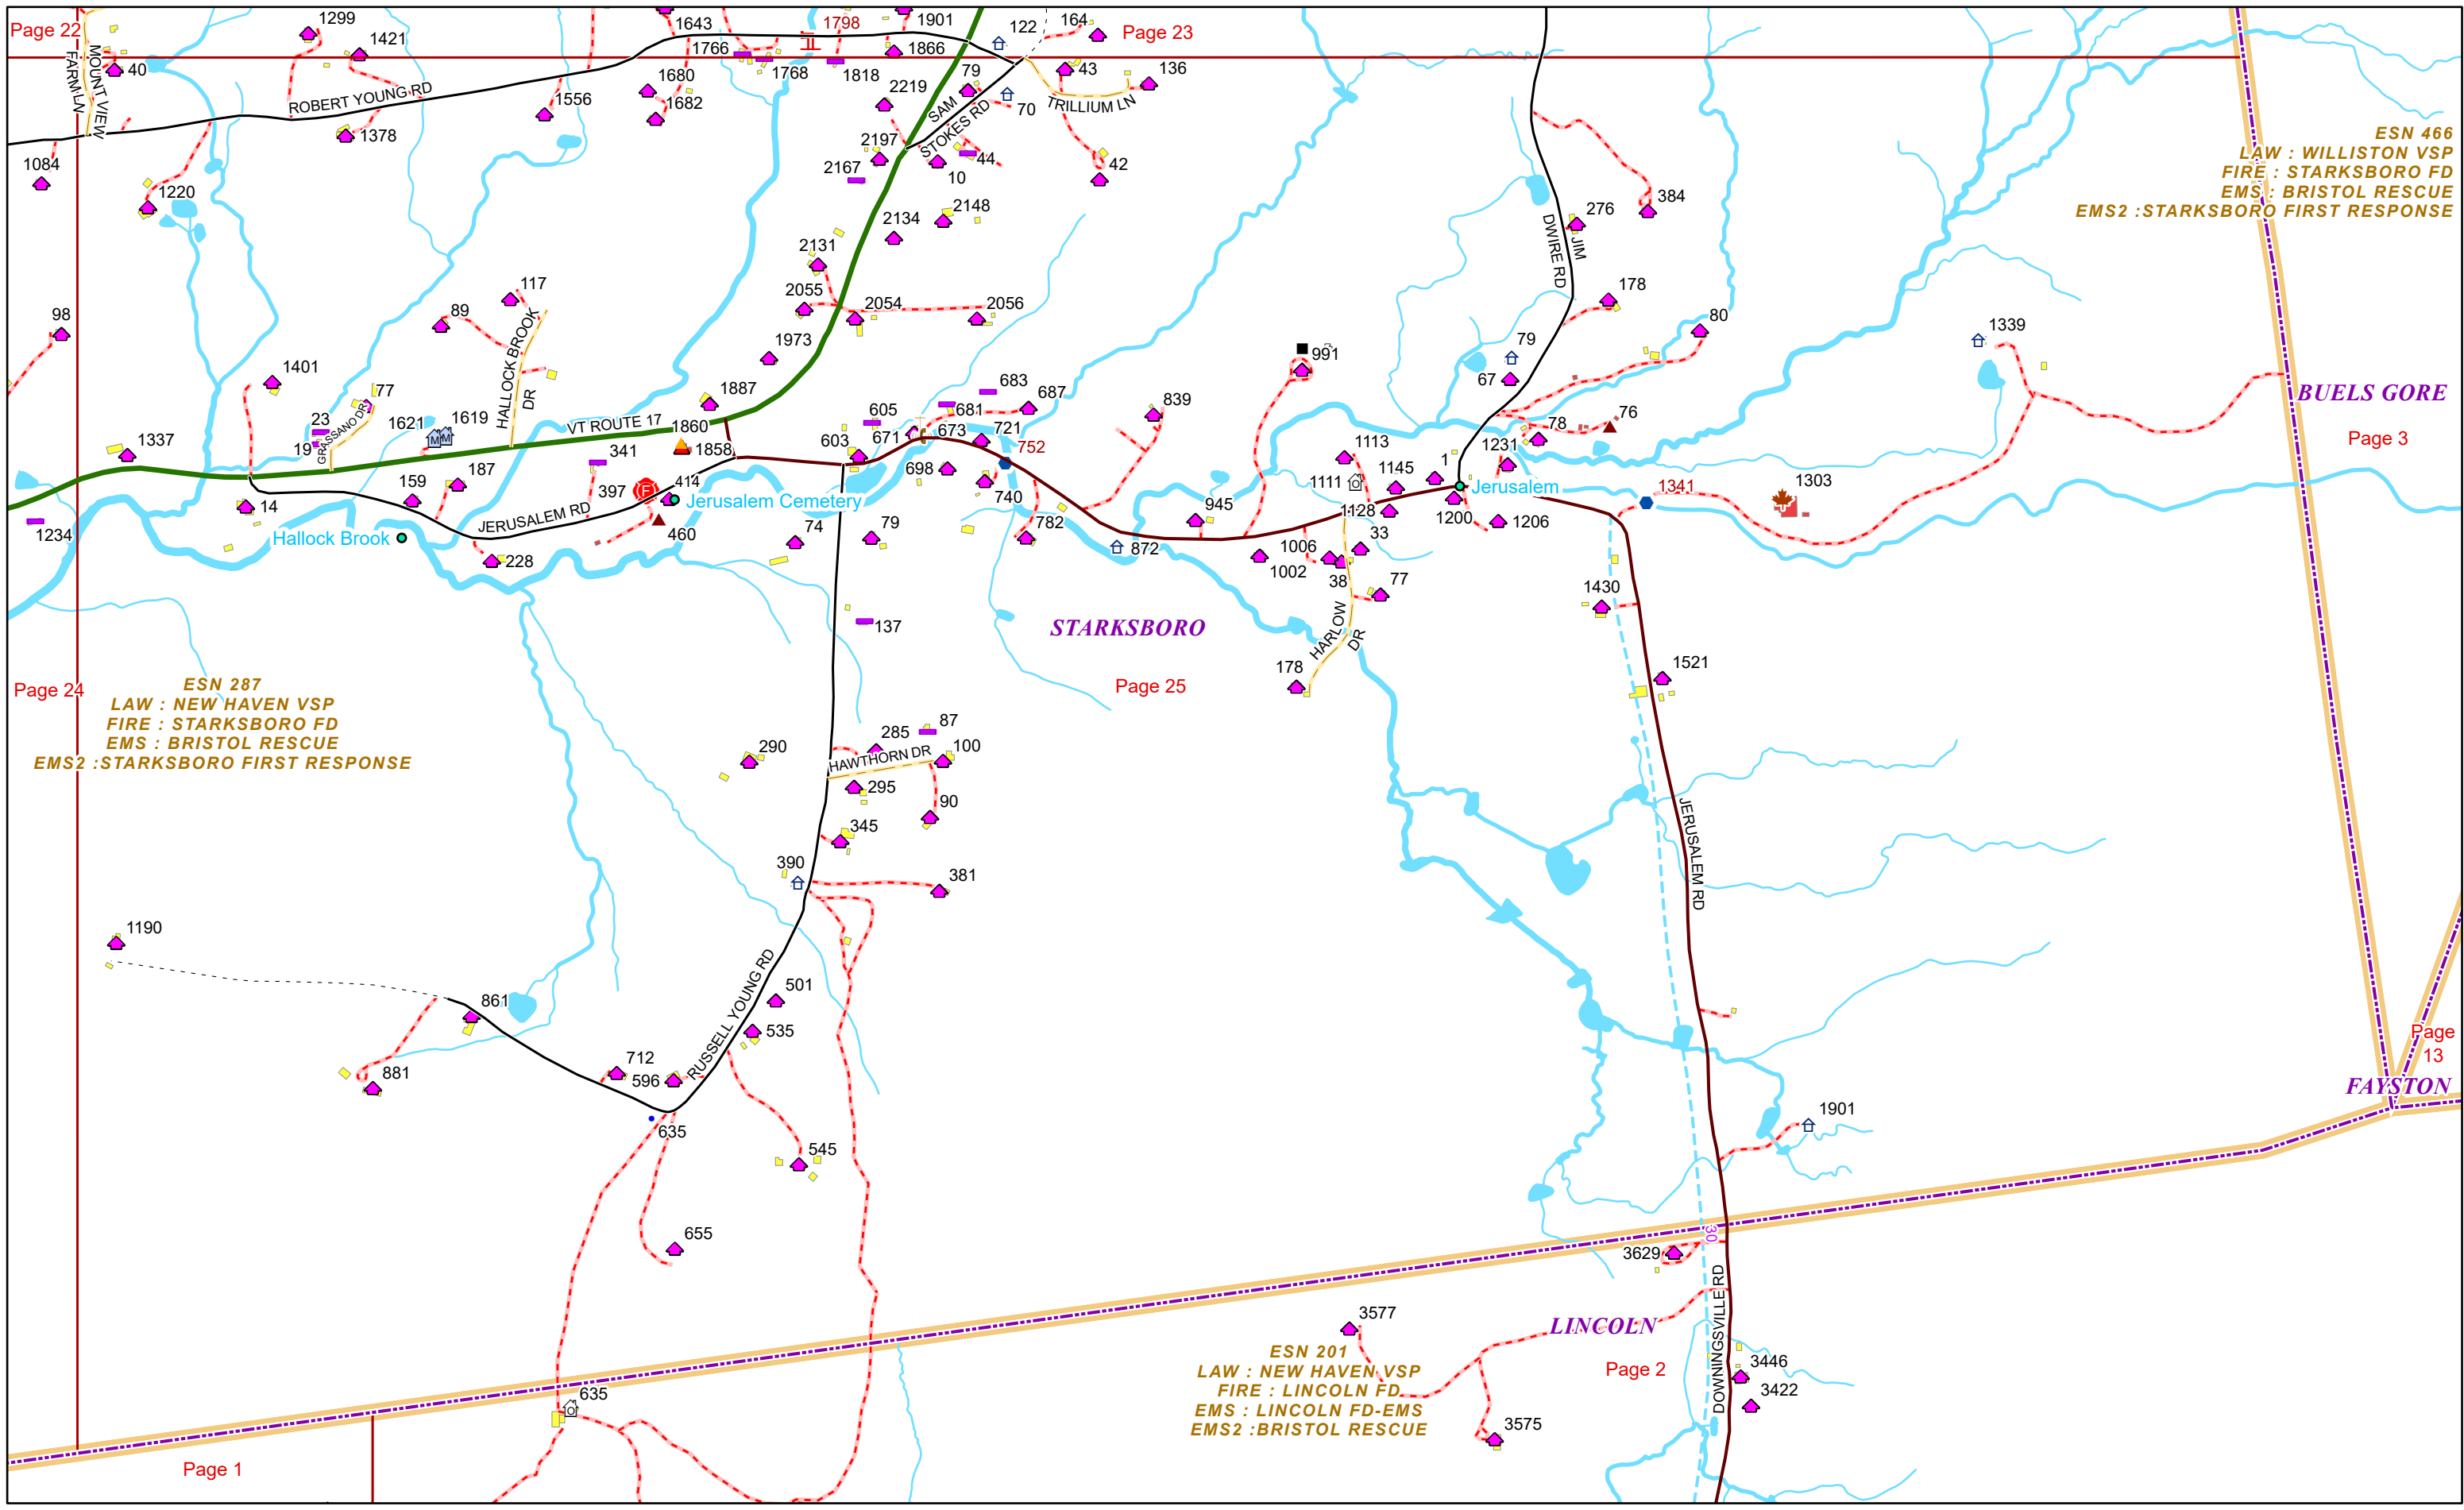 Page 22
1299
1421
1643
1798
1901
122
164
Page 23
MOUNT VIEW
FARM LN
40
1766
1768
1818
1866
79
43
136
ROBERT YOUNG RD
1556
1680
1682
2219
SAM
STOKES RD
70
TRILLIUM LN
1378
1084
1220
2197
2167
10
44
42
ESN 466
LAW : WILLISTON VSP
FIRE : STARKSBORO FD
EMS : BRISTOL RESCUE
EMS2 :STARKSBORO FIRST RESPONSE
2134
2148
2131
276
384
JIM
DWIRE RD
117
89
98
HALLOCK BROOK
DR
2055
2054
2056
178
80
1339
1973
991
79
67
1401
77
23
19
GRASSANO DR
1621
1619
1887
VT ROUTE 17
1860
1858
605
603
671
681
683
687
673
721
752
839
BUELS GORE
Page 3
76
78
1231
1337
159
187
341
397
414
698
740
1113
1111
1145
1
Jerusalem
1341
1303
1234
14
Hallock Brook
JERUSALEM RD
Jerusalem Cemetery
460
228
74
79
782
945
872
1128
1200
1206
1006
1002
33
38
77
1430
137
STARKSBORO
HARLOW
DR
178
Page 24
Page 25
1521
ESN 287
LAW : NEW HAVEN VSP
FIRE : STARKSBORO FD
EMS : BRISTOL RESCUE
EMS2 :STARKSBORO FIRST RESPONSE
290
285
87
100
HAWTHORN DR
295
90
345
390
381
JERUSALEM RD
1190
861
881
RUSSELL YOUNG RD
501
535
712
596
635
545
655
Page
13
FAYSTON
1901
30
3629
DOWNINGSVILLE RD
3577
LINCOLN
Page 2
ESN 201
LAW : NEW HAVEN VSP
FIRE : LINCOLN FD
EMS : LINCOLN FD-EMS
EMS2 :BRISTOL RESCUE
3446
3422
3575
635
Page 1